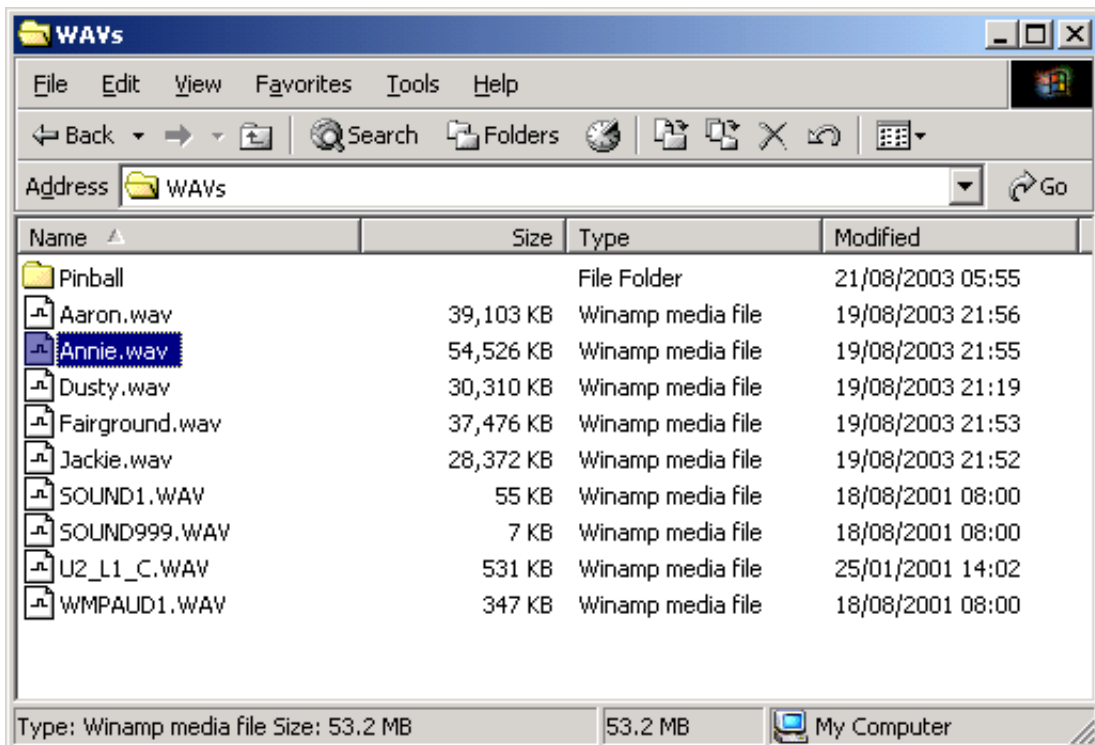 WAVs
File Edit View Favorites Tools Help
Back Search Folders
Address WAVs Go
Name Size Type Modified
Pinball File Folder 21/08/2003 05:55
Aaron.wav 39,103 KB Winamp media file 19/08/2003 21:56
Annie.wav 54,526 KB Winamp media file 19/08/2003 21:55
Dusty.wav 30,310 KB Winamp media file 19/08/2003 21:19
Fairground.wav 37,476 KB Winamp media file 19/08/2003 21:53
Jackie.wav 28,372 KB Winamp media file 19/08/2003 21:52
SOUND1.WAV 55 KB Winamp media file 18/08/2001 08:00
SOUND999.WAV 7 KB Winamp media file 18/08/2001 08:00
U2_L1_C.WAV 531 KB Winamp media file 25/01/2001 14:02
WMPAUD1.WAV 347 KB Winamp media file 18/08/2001 08:00
Type: Winamp media file Size: 53.2 MB 53.2 MB My Computer